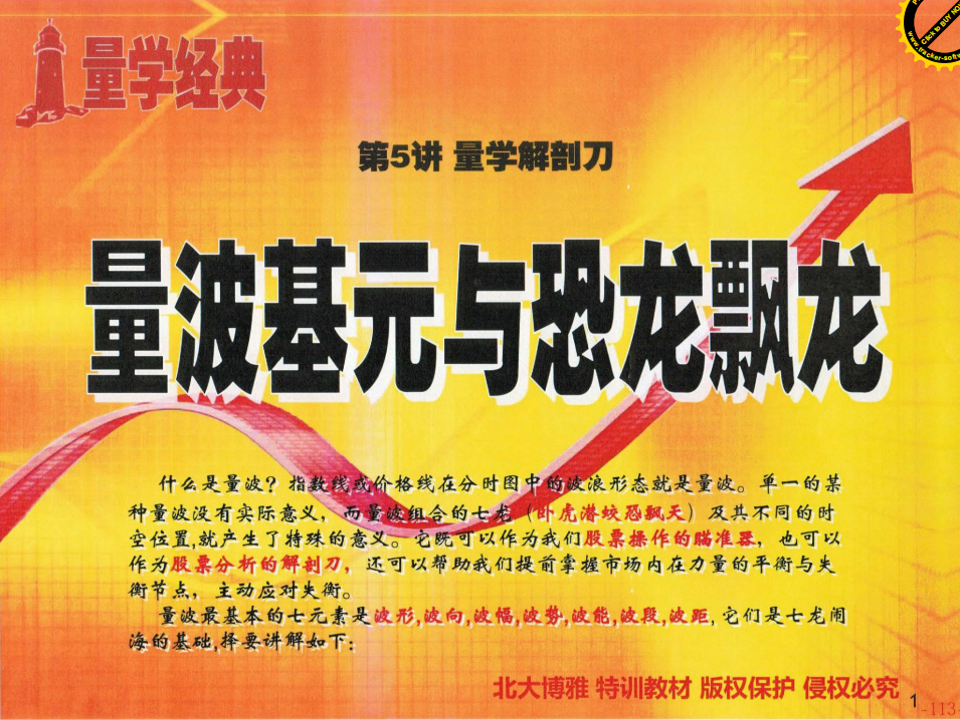 量学经典
Click to BUY NO
www.tracker-softw
第5讲 量学解剖刀
量波基元与恐龙飘龙
什么是量波？指数线或价格线在分时图中的波浪形态就是量波。单一的某
种量波没有实际意义，而量波组合的七龙（卧虎潜蛟恐飘天）及其不同的时
空位置,就产生了特殊的意义。它既可以作为我们股票操作的瞄准器，也可以
作为股票分析的解剖刀，还可以帮助我们提前掌握市场内在力量的平衡与失
衡节点，主动应对失衡。
量波最基本的七元素是波形,波向,波幅,波势,波能,波段,波距,它们是七龙闹
海的基础,择要讲解如下：
北大博雅 特训教材 版权保护 侵权必究
1
-113-